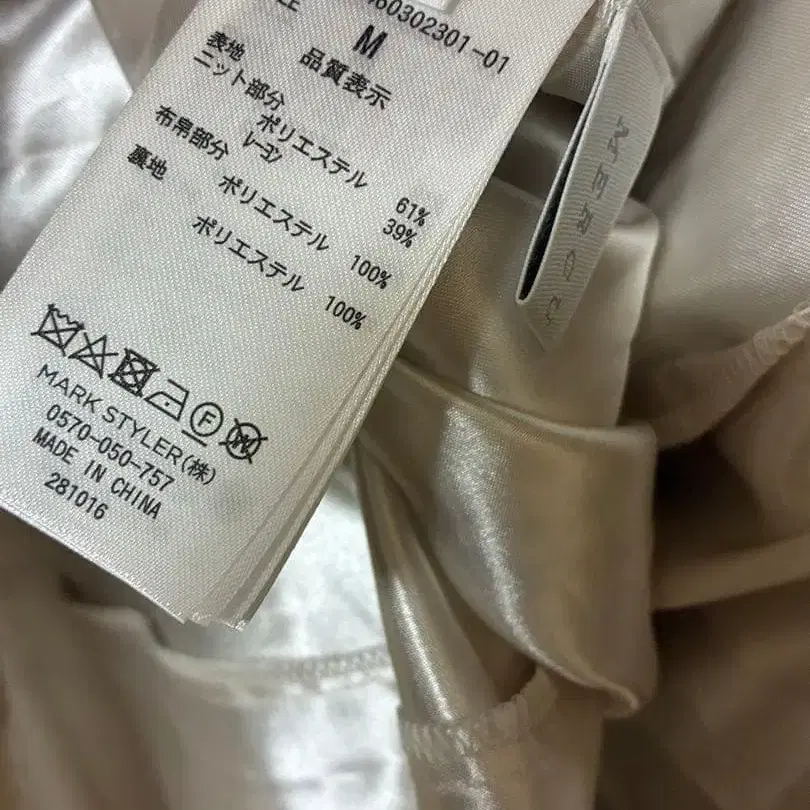 60302301-01
M
品質表示
表地
ニット部分
ポリエステル 61%
レーヨン 39%
布帛部分
ポリエステル 100%
裏地
ポリエステル 100%
MARK STYLER(株)
0570-050-757
MADE IN CHINA
281016
MERCU